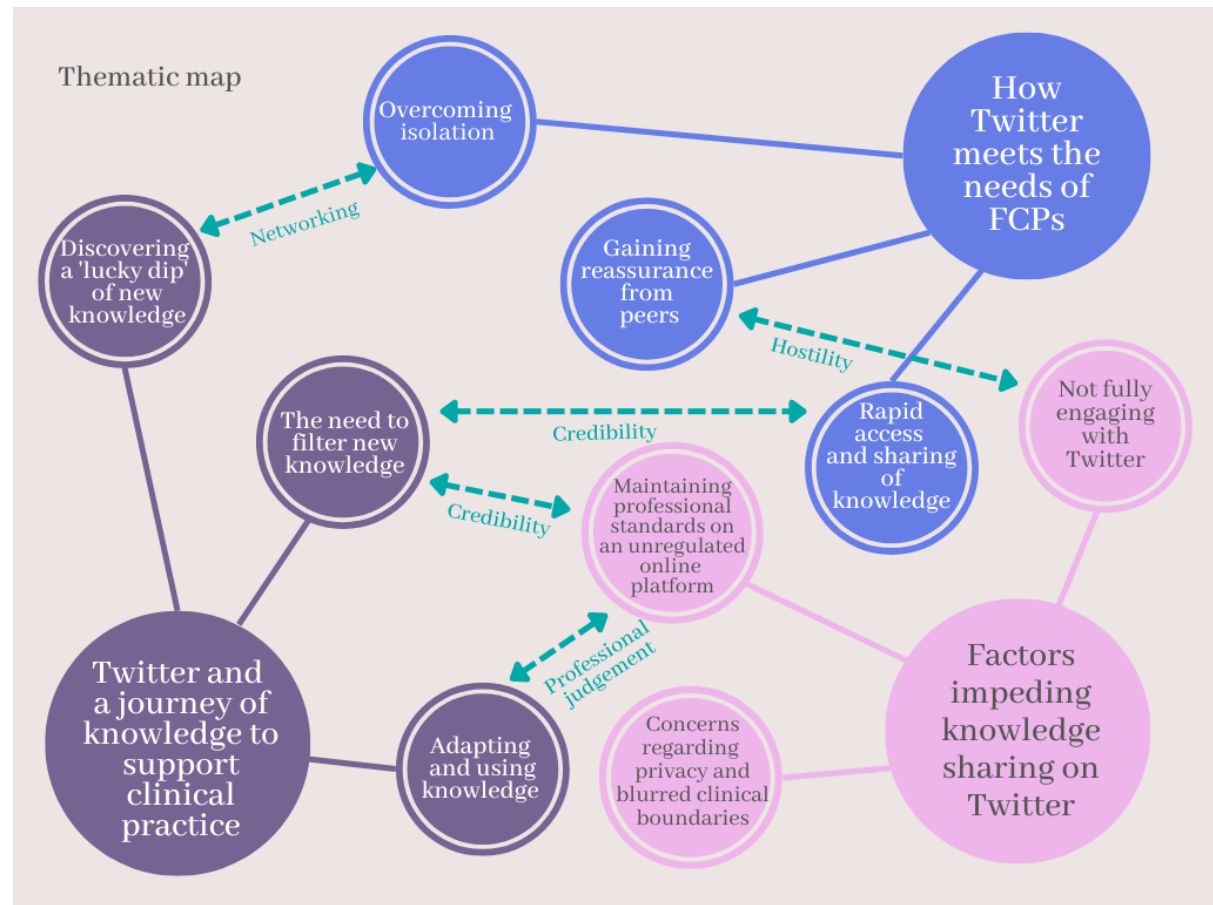 Thematic map
Overcoming
isolation
How
Twitter
meets the
needs of
FCPs
Networking
Discovering
a 'lucky dip'
of new
knowledge
Gaining
reassurance
from
peers
Hostility
Not fully
engaging
with
Twitter
The need to
filter new
knowledge
Credibility
Rapid
access
and sharing
of
knowledge
Credibility
Maintaining
professional
standards on
an unregulated
online
platform
Professional
judgement
Twitter and
a journey of
knowledge to
support
clinical
practice
Adapting
and using
knowledge
Concerns
regarding
privacy and
blurred clinical
boundaries
Factors
impeding
knowledge
sharing on
Twitter